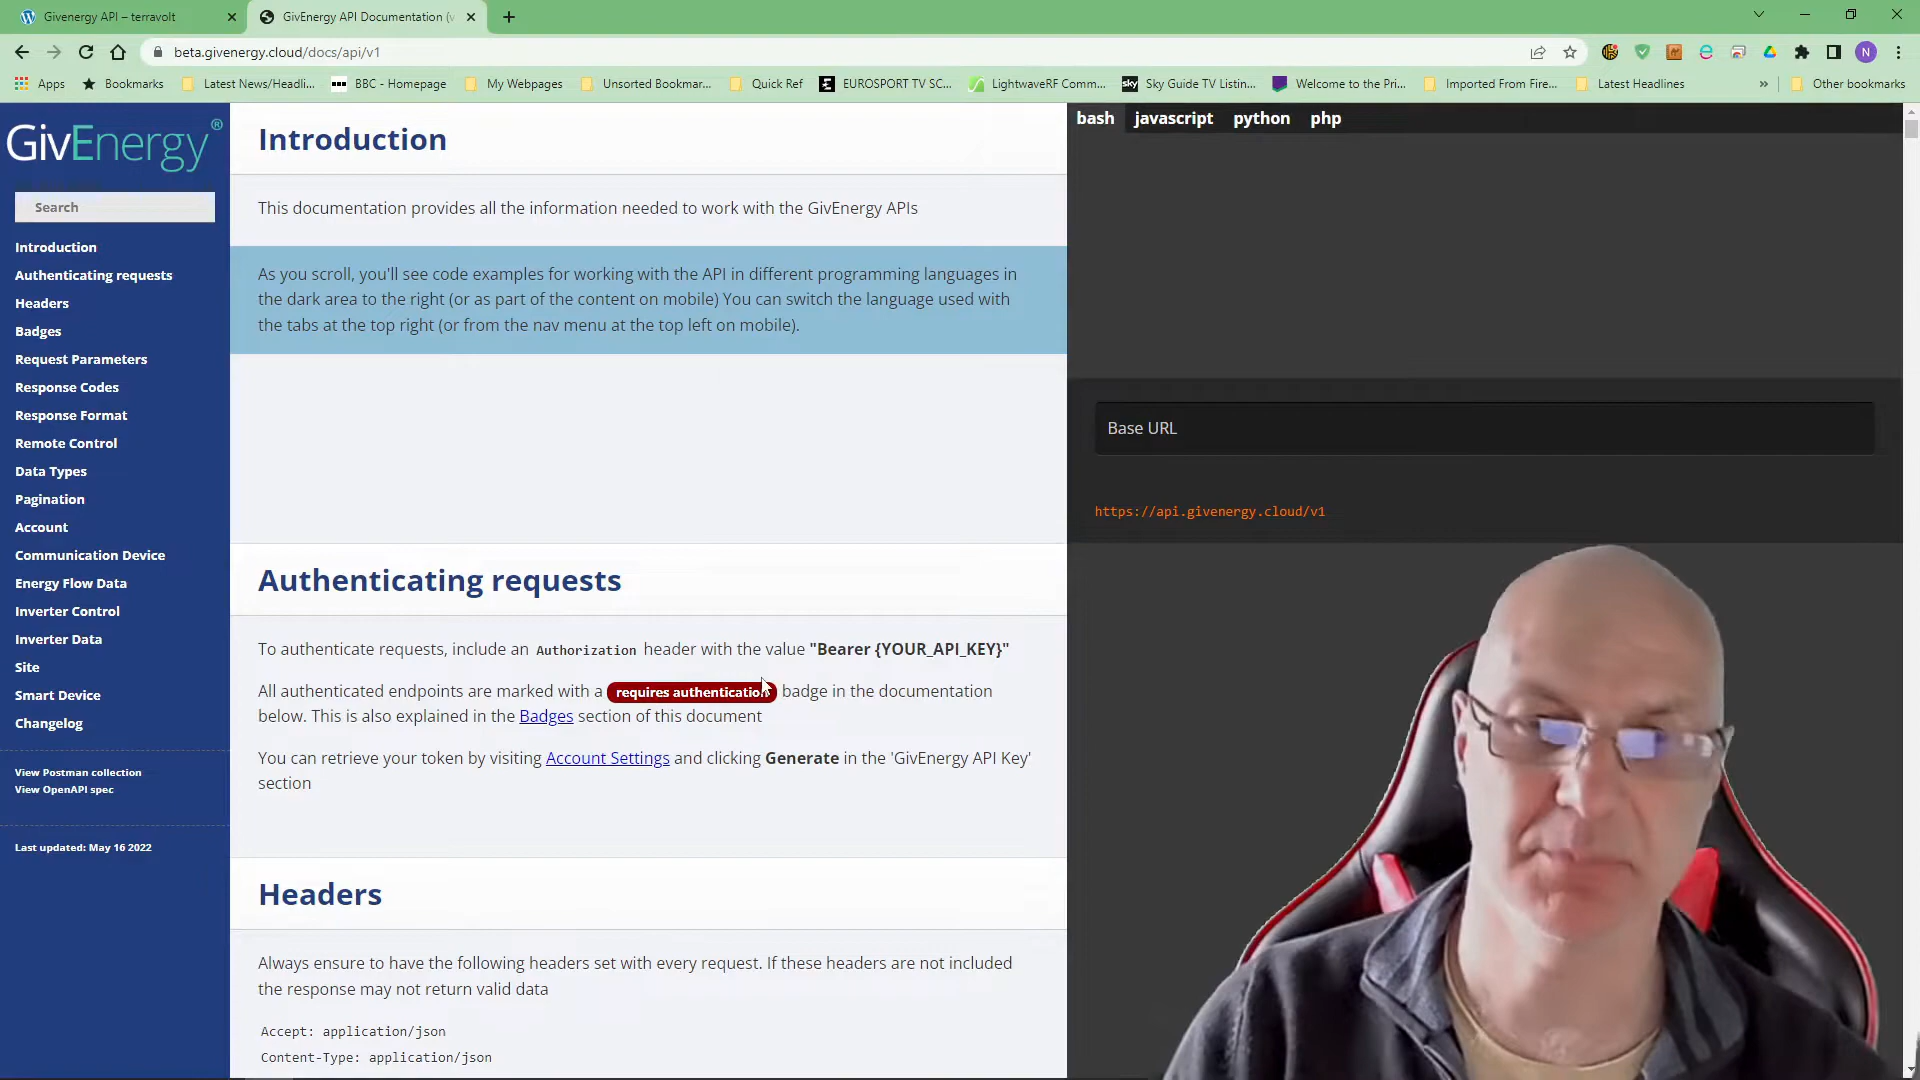 Givenergy API – terravolt
GivEnergy API Documentation (v
beta.givenergy.cloud/docs/api/v1
N
Apps
Bookmarks
Latest News/Headli...
BBC - Homepage
My Webpages
Unsorted Bookmar...
Quick Ref
EUROSPORT TV SC...
LightwaveRF Comm...
sky
Sky Guide TV Listin...
Welcome to the Pri...
Imported From Fire...
Latest Headlines
»
Other bookmarks
GivEnergy®
Search
Introduction
Authenticating requests
Headers
Badges
Request Parameters
Response Codes
Response Format
Remote Control
Data Types
Pagination
Account
Communication Device
Energy Flow Data
Inverter Control
Inverter Data
Site
Smart Device
Changelog
View Postman collection
View OpenAPI spec
Last updated: May 16 2022
Introduction
This documentation provides all the information needed to work with the GivEnergy APIs
As you scroll, you'll see code examples for working with the API in different programming languages in
the dark area to the right (or as part of the content on mobile) You can switch the language used with
the tabs at the top right (or from the nav menu at the top left on mobile).
Authenticating requests
To authenticate requests, include an Authorization header with the value "Bearer {YOUR_API_KEY}"
All authenticated endpoints are marked with a requires authentication badge in the documentation
below. This is also explained in the Badges section of this document
You can retrieve your token by visiting Account Settings and clicking Generate in the 'GivEnergy API Key'
section
Headers
Always ensure to have the following headers set with every request. If these headers are not included
the response may not return valid data
Accept: application/json
Content-Type: application/json
bash javascript python php
Base URL
https://api.givenergy.cloud/v1